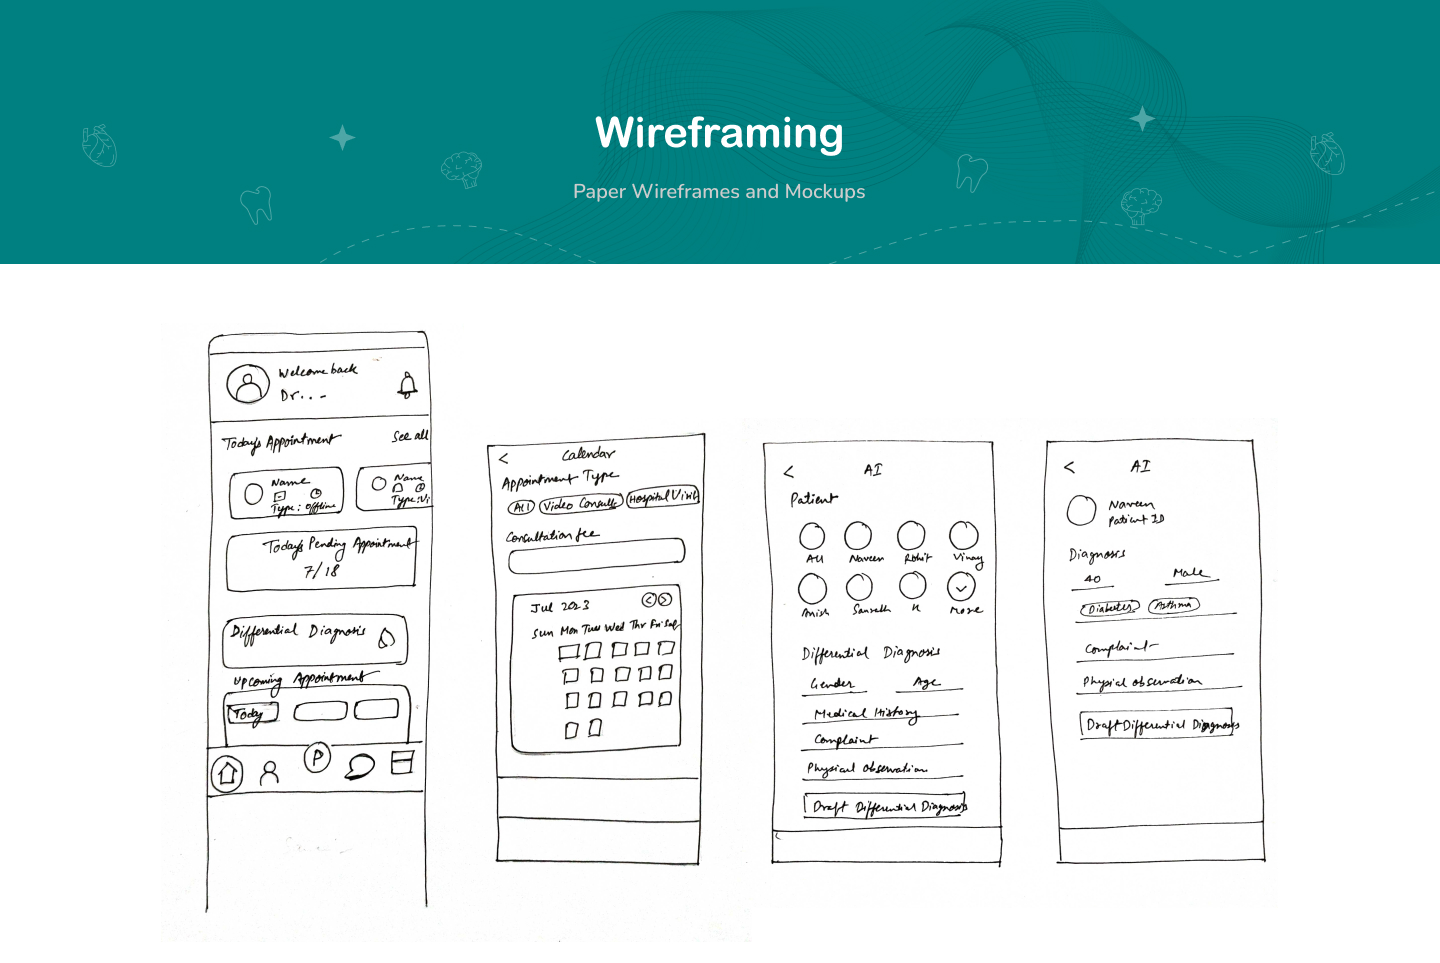 Wireframing
Paper Wireframes and Mockups
Welcome back
Dr...
Today's Appointment
See all
Name
Type: offline
Name
Type: Vi
Today's Pending Appointment
7/18
Differential Diagnosis
Upcoming Appointment
Today
P
< Calendar
Appointment Type
All Video Consult Hospital Visit
Consultation fee
Jul 2023 < >
Sun Mon Tue Wed Thr Fri Sat
< AI
Patient
All Naveen Rohit Vinay
Anish More
Differential Diagnosis
Gender Age
Medical History
Complaint
Physical Observation
Draft Differential Diagnosis
< AI
Naveen
Patient ID
Diagnosis
40 Male
Diabetes Asthma
Complaint
Physical observation
Draft Differential Diagnosis